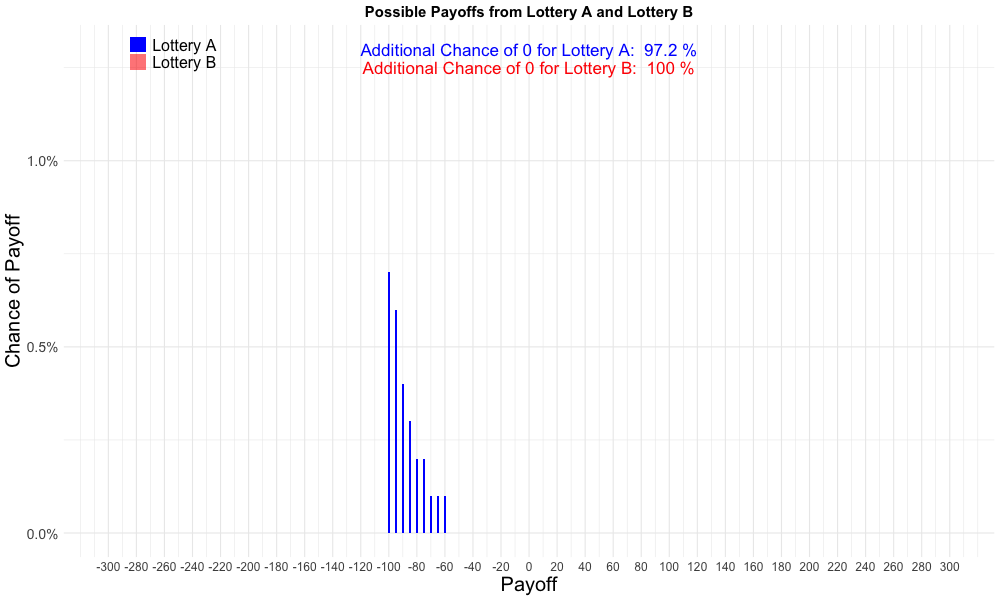 Possible Payoffs from Lottery A and Lottery B
Lottery A
Lottery B
Additional Chance of 0 for Lottery A: 97.2 %
Additional Chance of 0 for Lottery B: 100 %
Chance of Payoff
1.0%
0.5%
0.0%
-300 -280 -260 -240 -220 -200 -180 -160 -140 -120 -100 -80 -60 -40 -20 0 20 40 60 80 100 120 140 160 180 200 220 240 260 280 300
Payoff